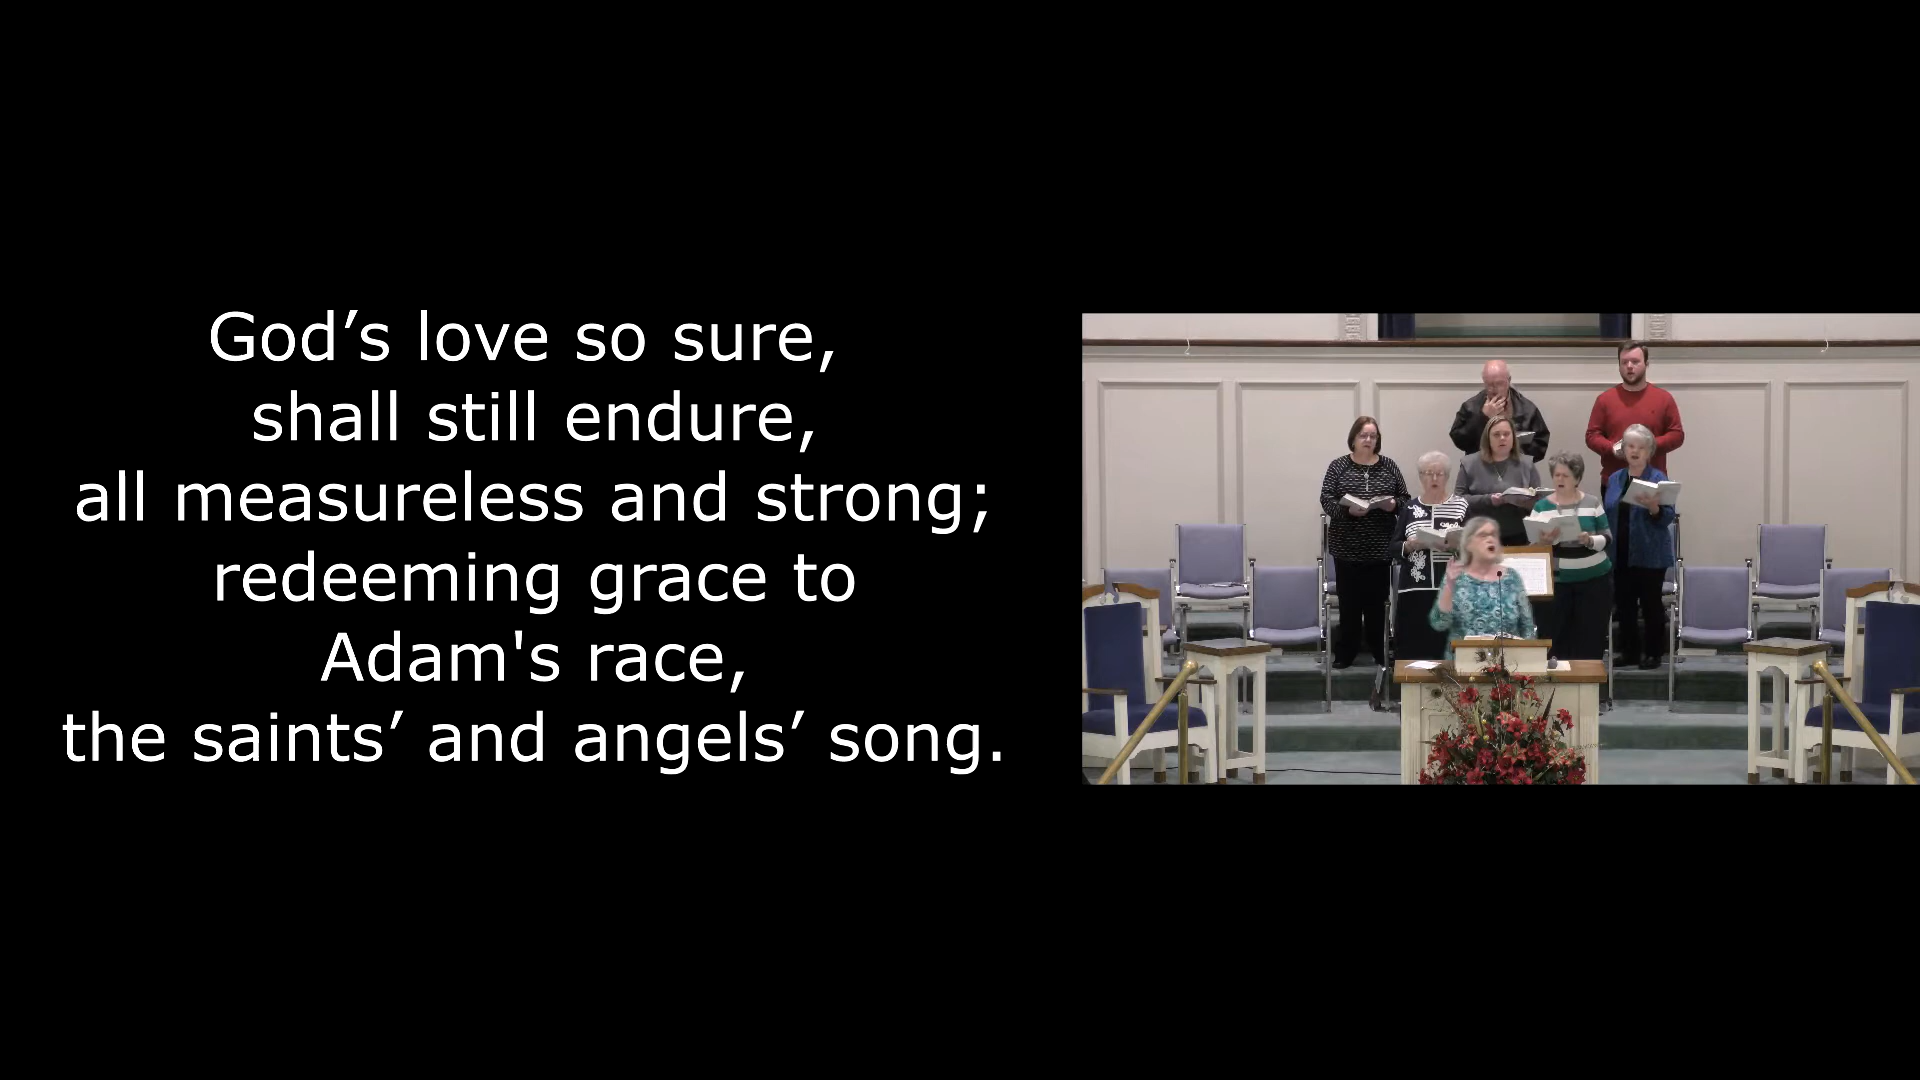 God’s love so sure,
shall still endure,
all measureless and strong;
redeeming grace to
Adam's race,
the saints’ and angels’ song.